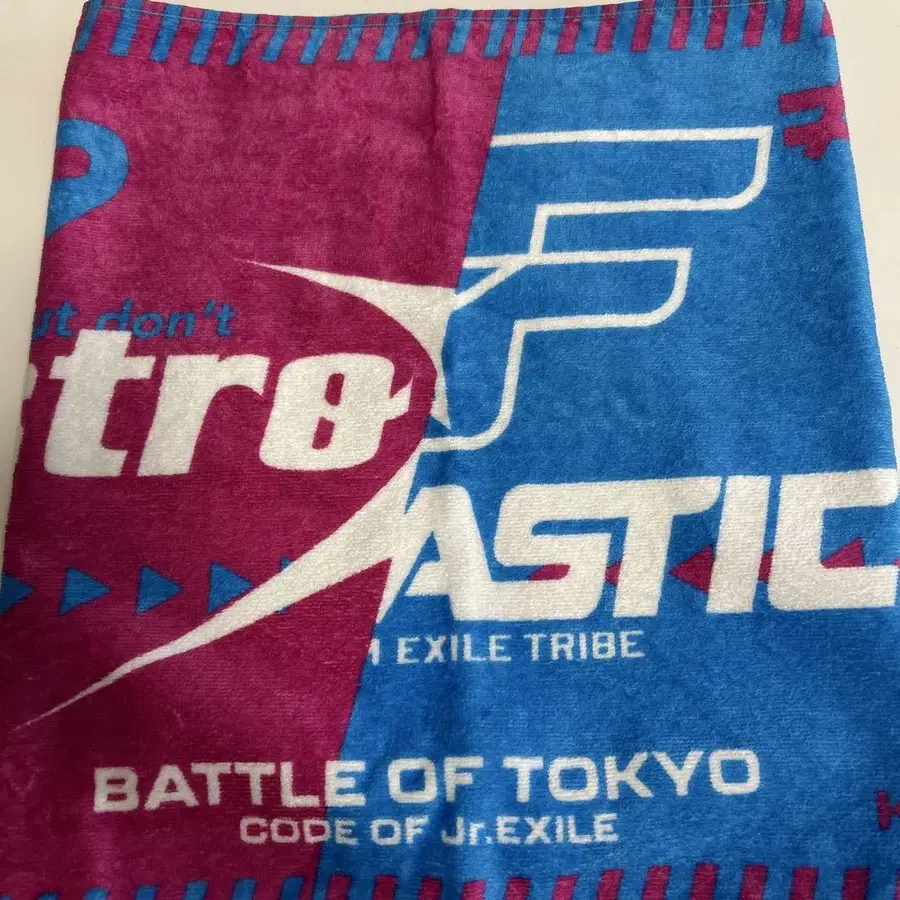 ut don't
tro
F
ASTIC
EXILE TRIBE
BATTLE OF TOKYO
CODE OF Jr.EXILE